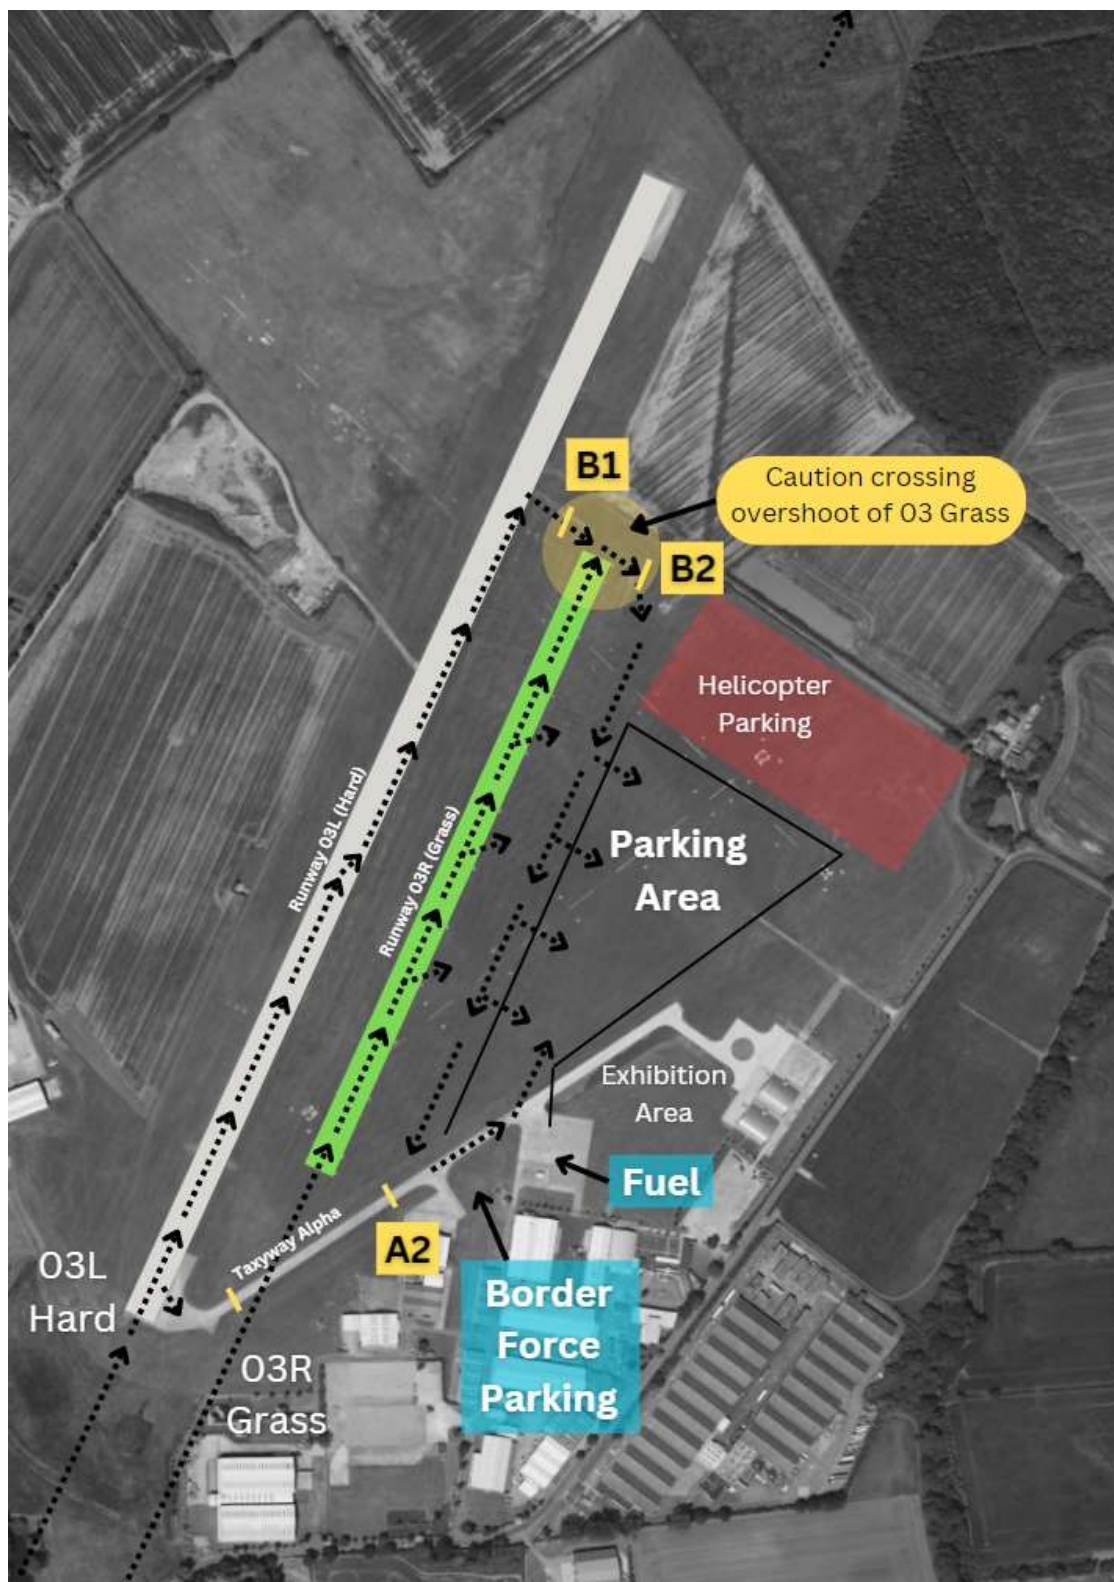 B1
Caution crossing
overshoot of 03 Grass
B2
Helicopter
Parking
Runway 03L (Hard)
Runway 03R (Grass)
Parking
Area
Exhibition
Area
Fuel
Taxyway Alpha
A2
03L
Hard
Border
Force
Parking
03R
Grass